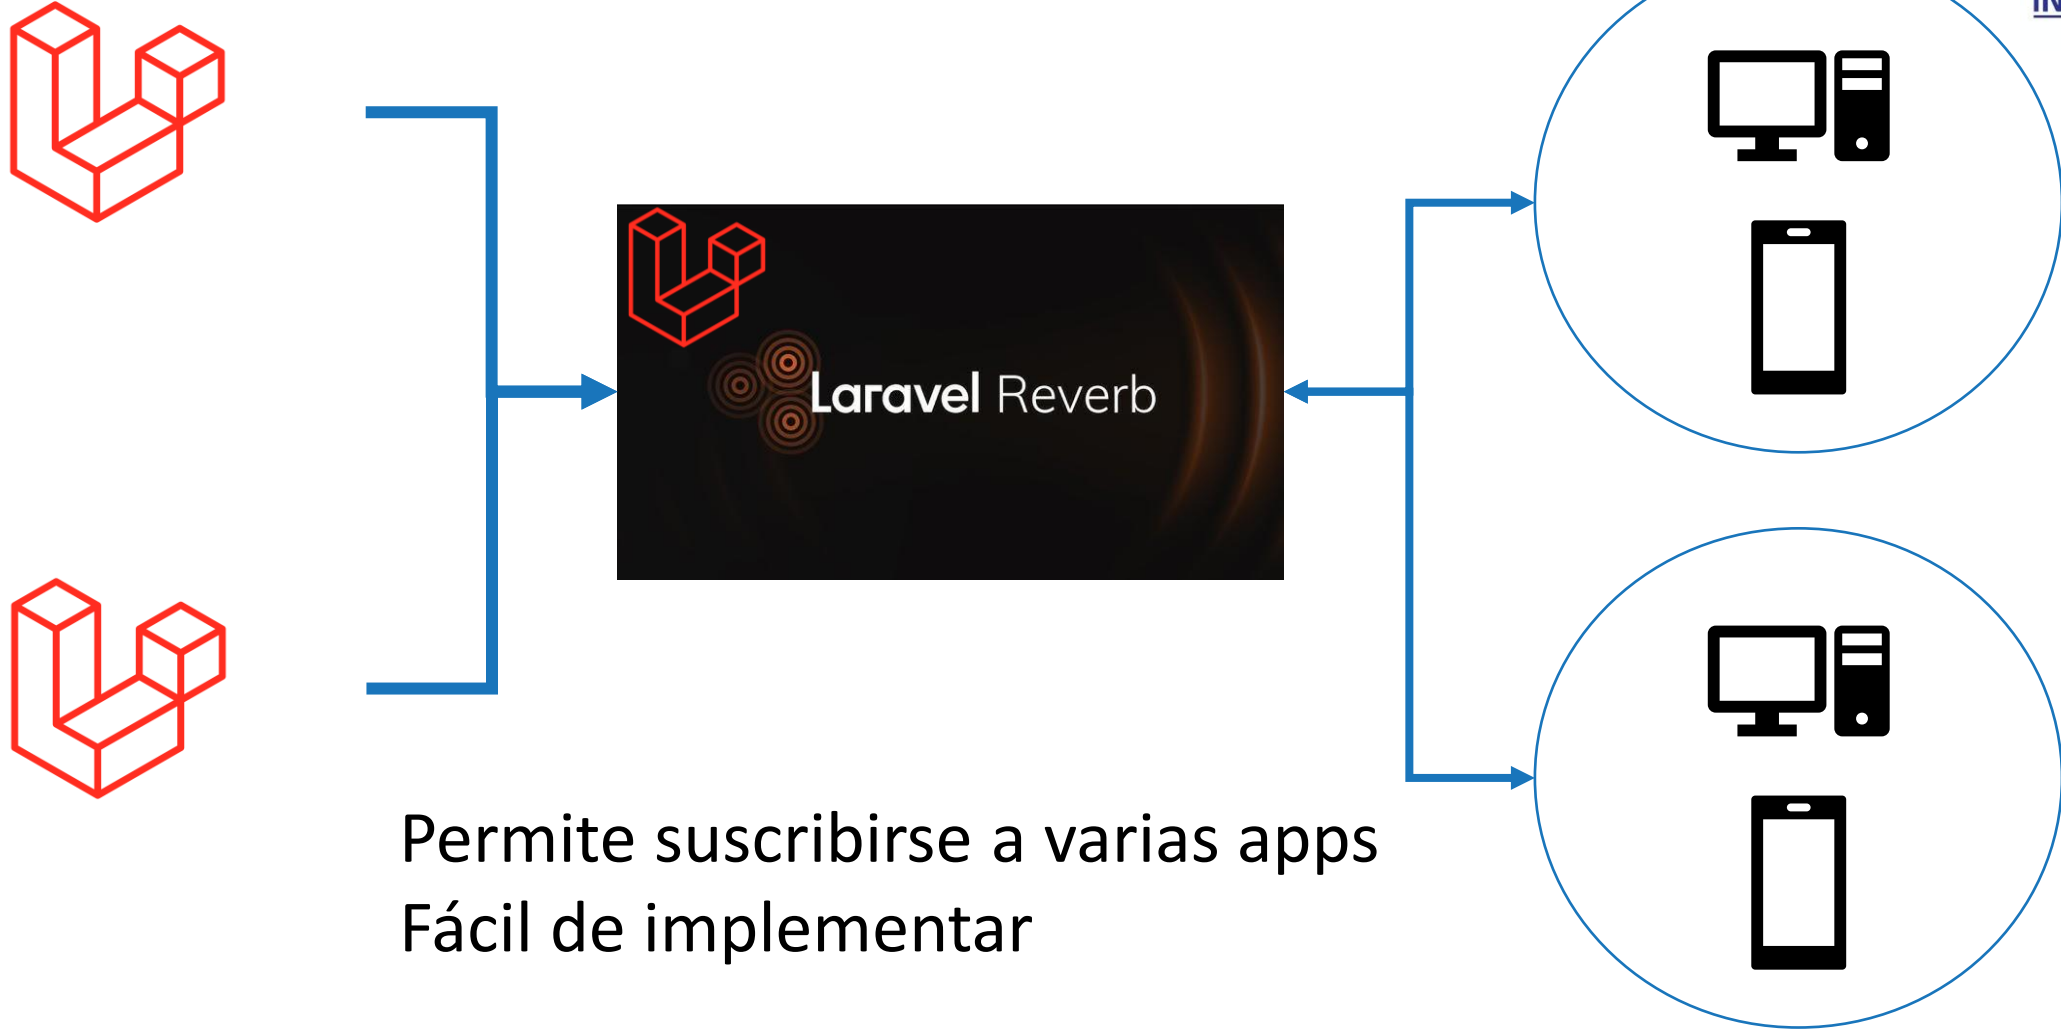 Laravel Reverb
Permite suscribirse a varias apps
Fácil de implementar